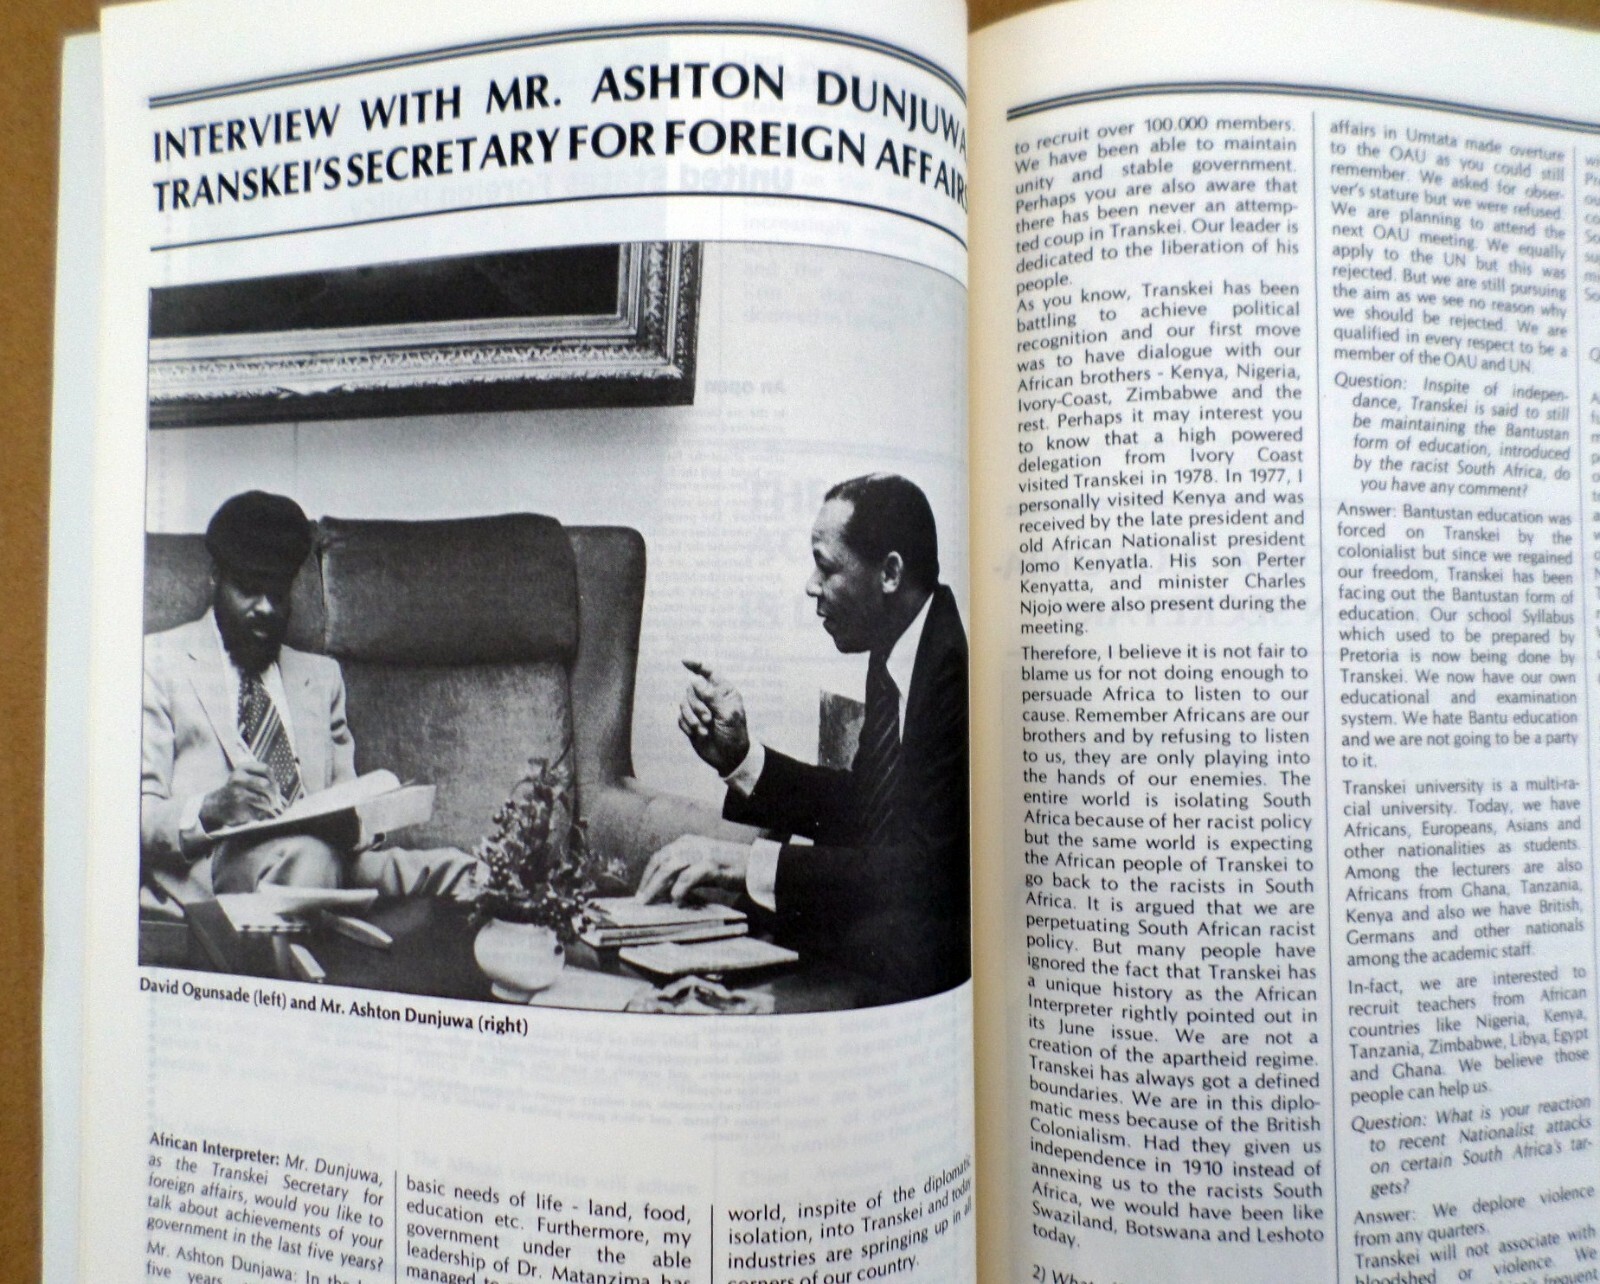 INTERVIEW WITH MR. ASHTON DUNJUWA
TRANSKEI'S SECRETARY FOR FOREIGN AFFAIRS
David Ogunsade (left) and Mr. Ashton Dunjuwa (right)
African Interpreter: Mr. Dunjuwa,
as the Transkei Secretary for
foreign affairs, would you like to
talk about achievements of your
government in the last five years?
Mr. Ashton Dunjawa: In the
five years
basic needs of life - land, food,
education etc. Furthermore, my
government under the able
leadership of Dr. Matanzima has
managed
world, inspite of the diplomatic
isolation, into Transkei and today
industries are springing up in all
corners of our country.
to recruit over 100.000 members.
We have been able to maintain
unity and stable government.
Perhaps you are also aware that
there has been never an attemp-
ted coup in Transkei. Our leader is
dedicated to the liberation of his
people.
As you know, Transkei has been
battling to achieve political
recognition and our first move
was to have dialogue with our
African brothers - Kenya, Nigeria,
Ivory-Coast, Zimbabwe and the
rest. Perhaps it may interest you
to know that a high powered
delegation from Ivory Coast
visited Transkei in 1978. In 1977, I
personally visited Kenya and was
received by the late president and
old African Nationalist president
Jomo Kenyatla. His son Perter
Kenyatta, and minister Charles
Njojo were also present during the
meeting.
Therefore, I believe it is not fair to
blame us for not doing enough to
persuade Africa to listen to our
cause. Remember Africans are our
brothers and by refusing to listen
to us, they are only playing into
the hands of our enemies. The
entire world is isolating South
Africa because of her racist policy
but the same world is expecting
the African people of Transkei to
go back to the racists in South
Africa. It is argued that we are
perpetuating South African racist
policy. But many people have
ignored the fact that Transkei has
a unique history as the African
Interpreter rightly pointed out in
its June issue. We are not a
creation of the apartheid regime.
Transkei has always got a defined
boundaries. We are in this diplo-
matic mess because of the British
Colonialism. Had they given us
independence in 1910 instead of
annexing us to the racists South
Africa, we would have been like
Swaziland, Botswana and Leshoto
today.
2)
affairs in Umtata made overture
to the OAU as you could still
remember. We asked for obser-
ver's stature but we were refused.
We are planning to attend the
next OAU meeting. We equally
apply to the UN but this was
rejected. But we are still pursuing
the aim as we see no reason why
we should be rejected. We are
qualified in every respect to be a
member of the OAU and UN.
Question: Inspite of indepen-
dance, Transkei is said to still
be maintaining the Bantustan
form of education, introduced
by the racist South Africa, do
you have any comment?
Answer: Bantustan education was
forced on Transkei by the
colonialist but since we regained
our freedom, Transkei has been
facing out the Bantustan form of
education. Our school Syllabus
which used to be prepared by
Pretoria is now being done by
Transkei. We now have our own
educational and examination
system. We hate Bantu education
and we are not going to be a party
to it.
Transkei university is a multi-ra-
cial university. Today, we have
Africans, Europeans, Asians and
other nationalities as students.
Among the lecturers are also
Africans from Ghana, Tanzania,
Kenya and also we have British,
Germans and other nationals
among the academic staff.
In-fact, we are interested to
recruit teachers from African
countries like Nigeria, Kenya,
Tanzania, Zimbabwe, Libya, Egypt
and Ghana. We believe those
people can help us.
Question: What is your reaction
to recent Nationalist attacks
on certain South Africa's tar-
gets?
Answer: We deplore violence
from any quarters.
Transkei will not associate with
bloodshed or violence. We